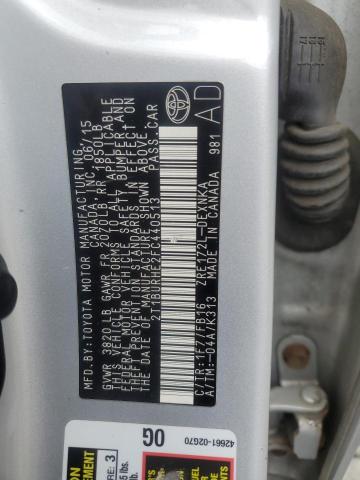 MFD.BY:TOYOTA MOTOR MANUFACTURING
CANADA, INC. 06/15
GVWR 3820LB GAWR FR 2070LB RR 1850LB
THIS VEHICLE CONFORMS TO ALL APPLICABLE
FEDERAL MOTOR VEHICLE SAFETY, BUMPER AND
THEFT PREVENTION STANDARDS IN EFFECT ON
THE DATE OF MANUFACTURE SHOWN ABOVE.
2T1BURHE2FC440513 PASS.CAR
C/TR:1F7/FB16 ZRE172L-DEXNKA
A/TM:-04A/K313 MADE IN CANADA 981
AD
42661-02G70
0G